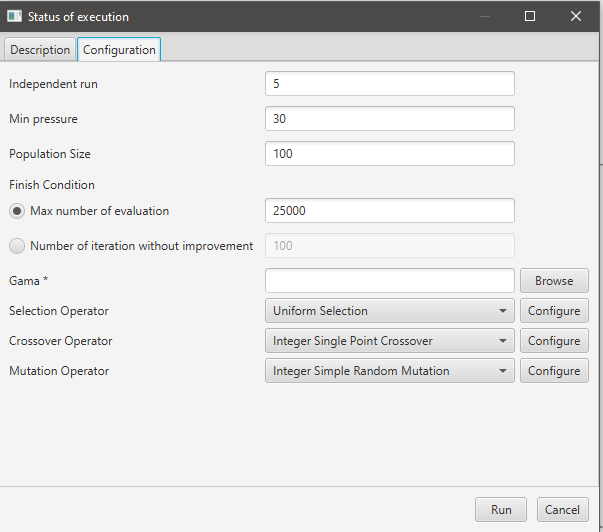 Status of execution
Description Configuration
Independent run 5
Min pressure 30
Population Size 100
Finish Condition
Max number of evaluation 25000
Number of iteration without improvement 100
Gama * Browse
Selection Operator Uniform Selection Configure
Crossover Operator Integer Single Point Crossover Configure
Mutation Operator Integer Simple Random Mutation Configure
Run Cancel